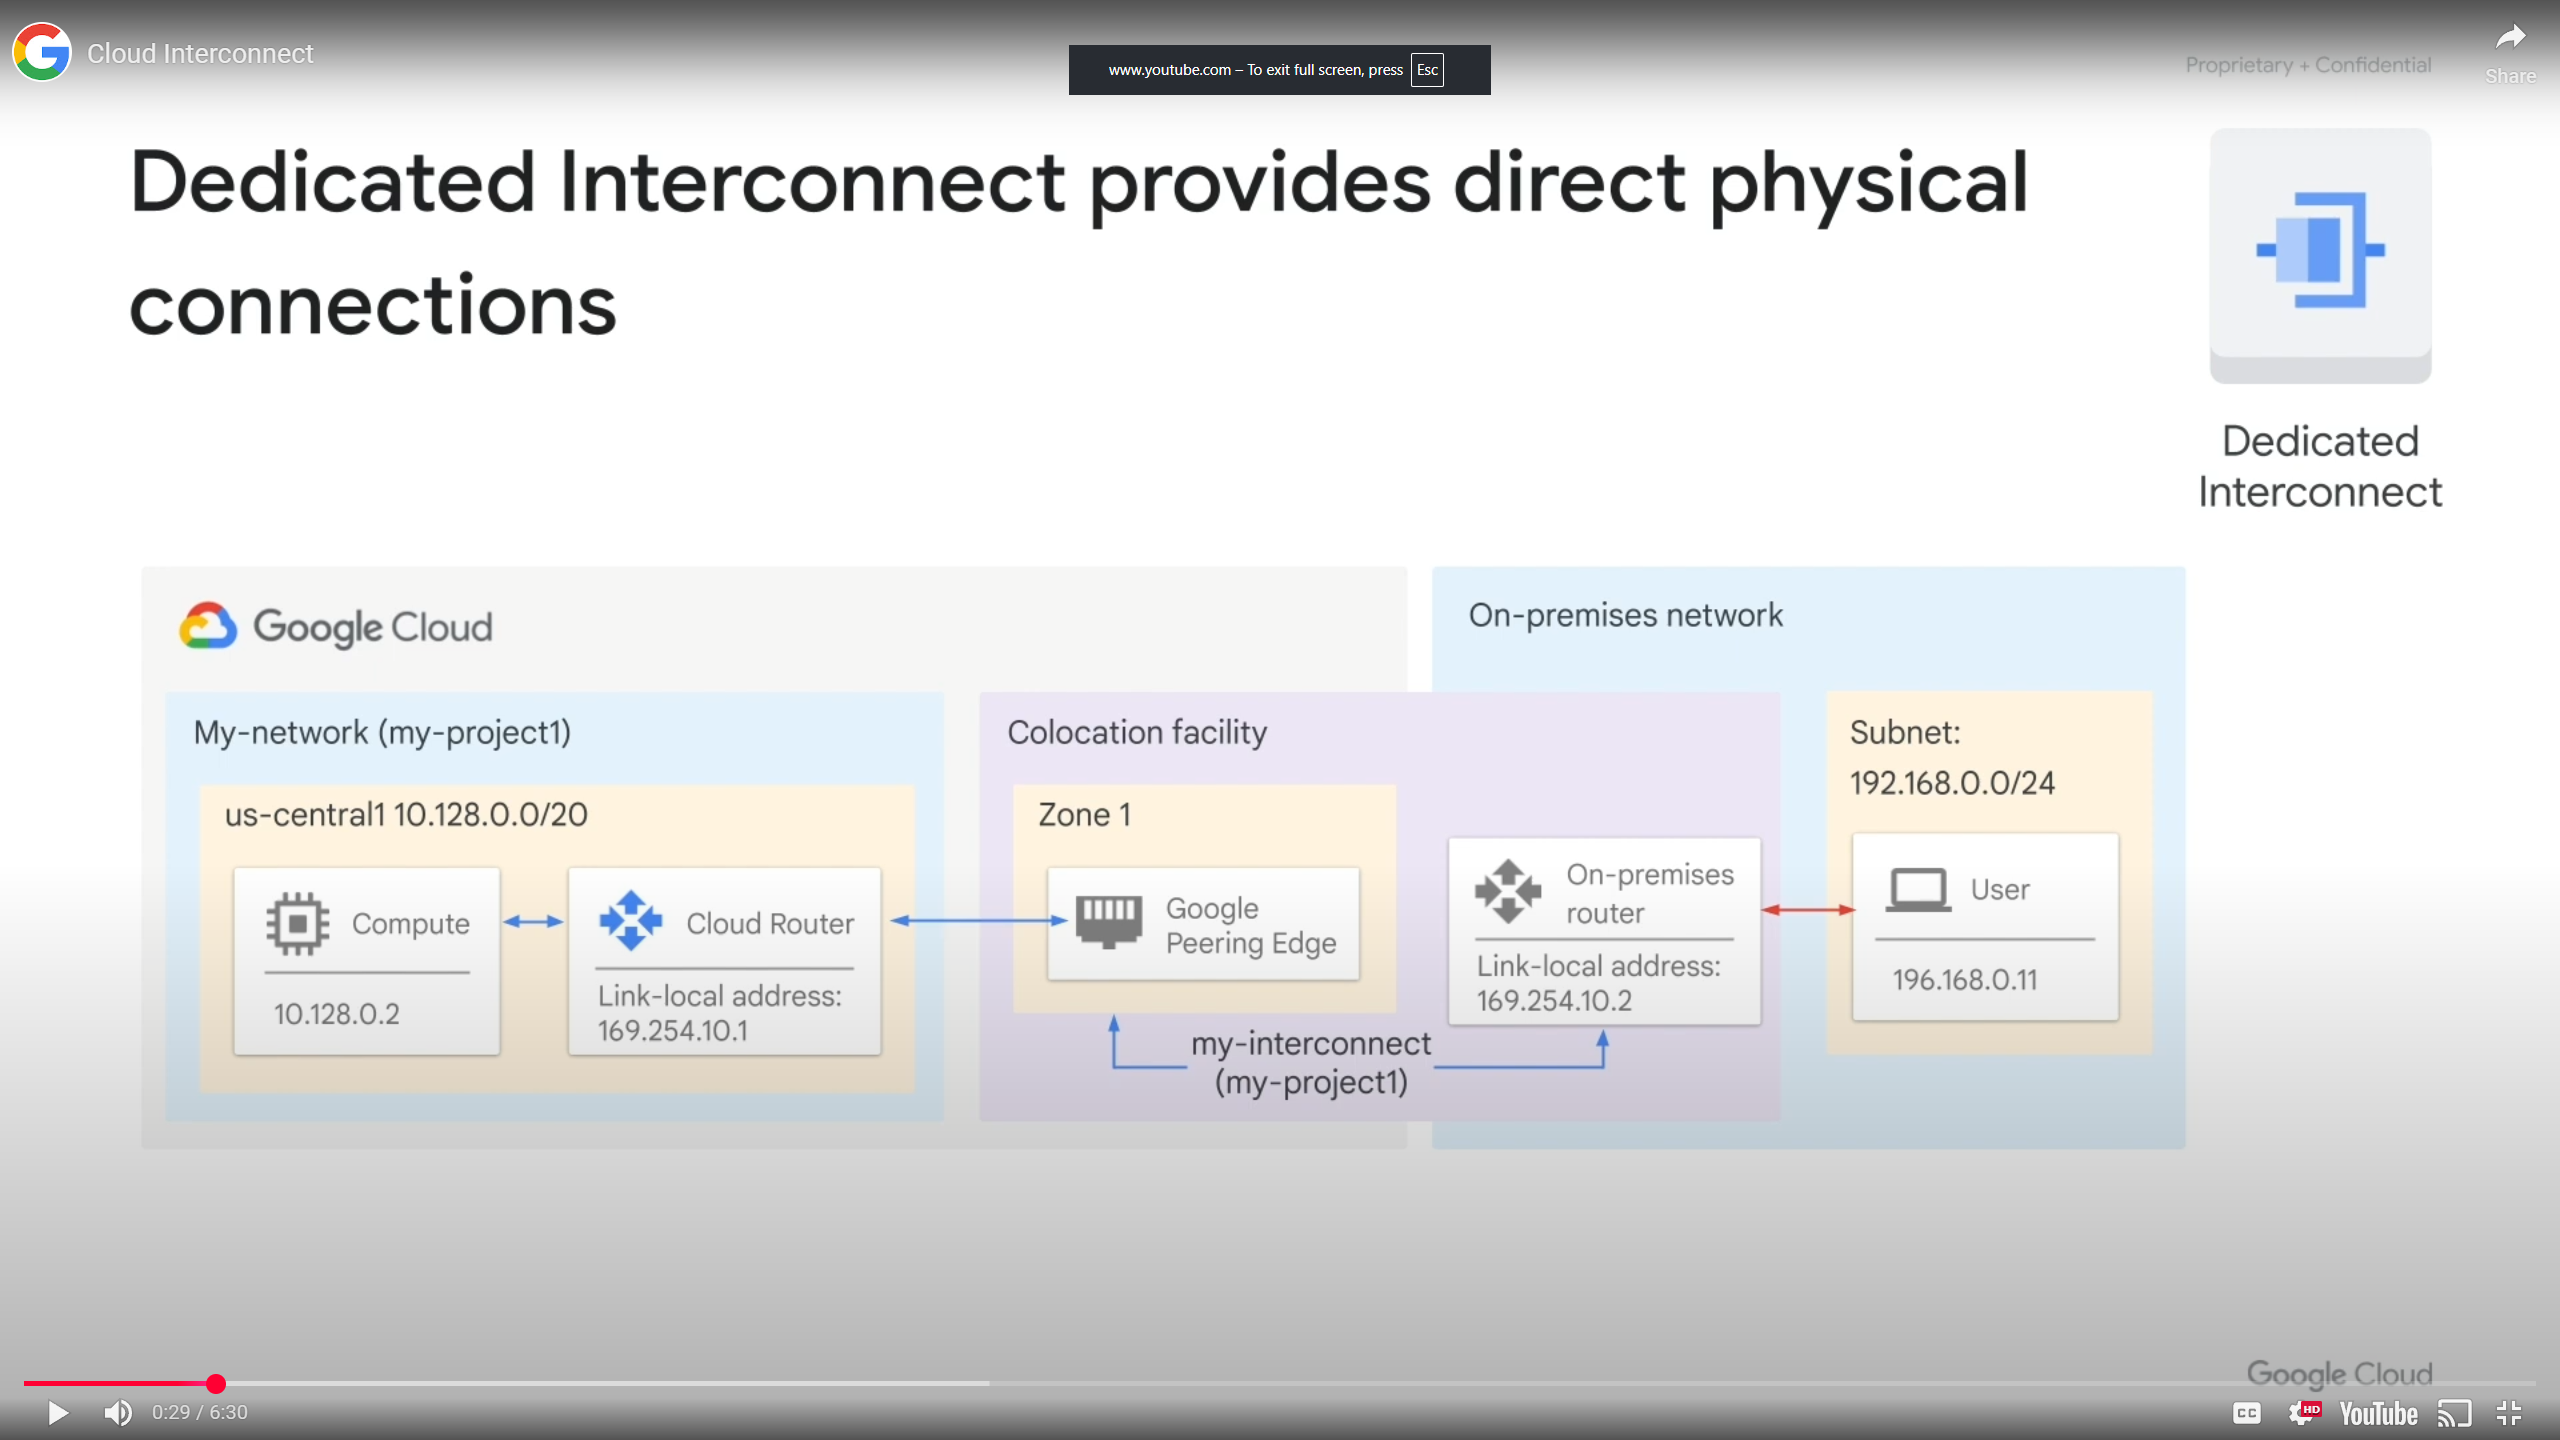 Cloud Interconnect
www.youtube.com – To exit full screen, press Esc
Proprietary + Confidential
Share
Dedicated Interconnect provides direct physical
connections
Dedicated
Interconnect
Google Cloud
On-premises network
My-network (my-project1)
Colocation facility
Subnet:
192.168.0.0/24
us-central1 10.128.0.0/20
Zone 1
Compute
10.128.0.2
Cloud Router
Link-local address:
169.254.10.1
Google
Peering Edge
On-premises
router
Link-local address:
169.254.10.2
User
196.168.0.11
my-interconnect
(my-project1)
Google Cloud
0:29 / 6:30
CC
HD
YouTube